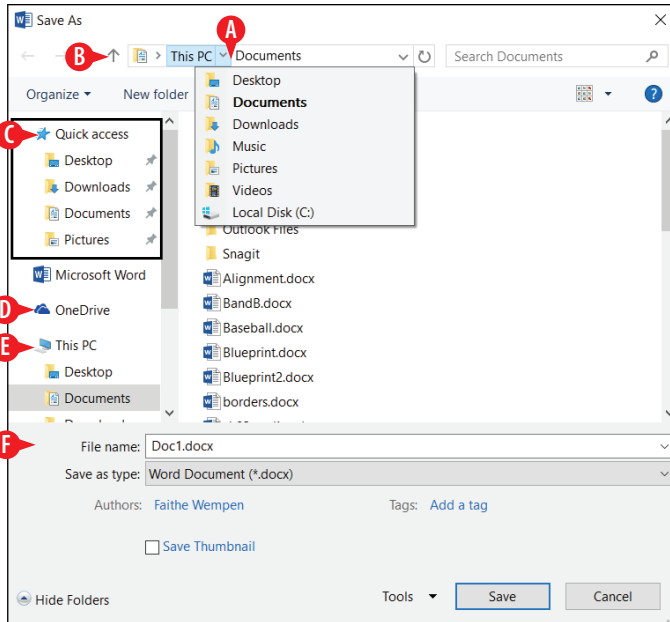 Save As
A
B
This PC
Documents
Search Documents
Organize
New folder
?
Desktop
Documents
Downloads
Music
Pictures
Videos
Local Disk (C:)
C
Quick access
Desktop
Downloads
Documents
Pictures
Microsoft Word
D
OneDrive
E
This PC
Desktop
Documents
Outlook Files
Snagit
Alignment.docx
BandB.docx
Baseball.docx
Blueprint.docx
Blueprint2.docx
borders.docx
F
File name: Doc1.docx
Save as type: Word Document (*.docx)
Authors: Faithe Wempen Tags: Add a tag
Save Thumbnail
Hide Folders Tools Save Cancel